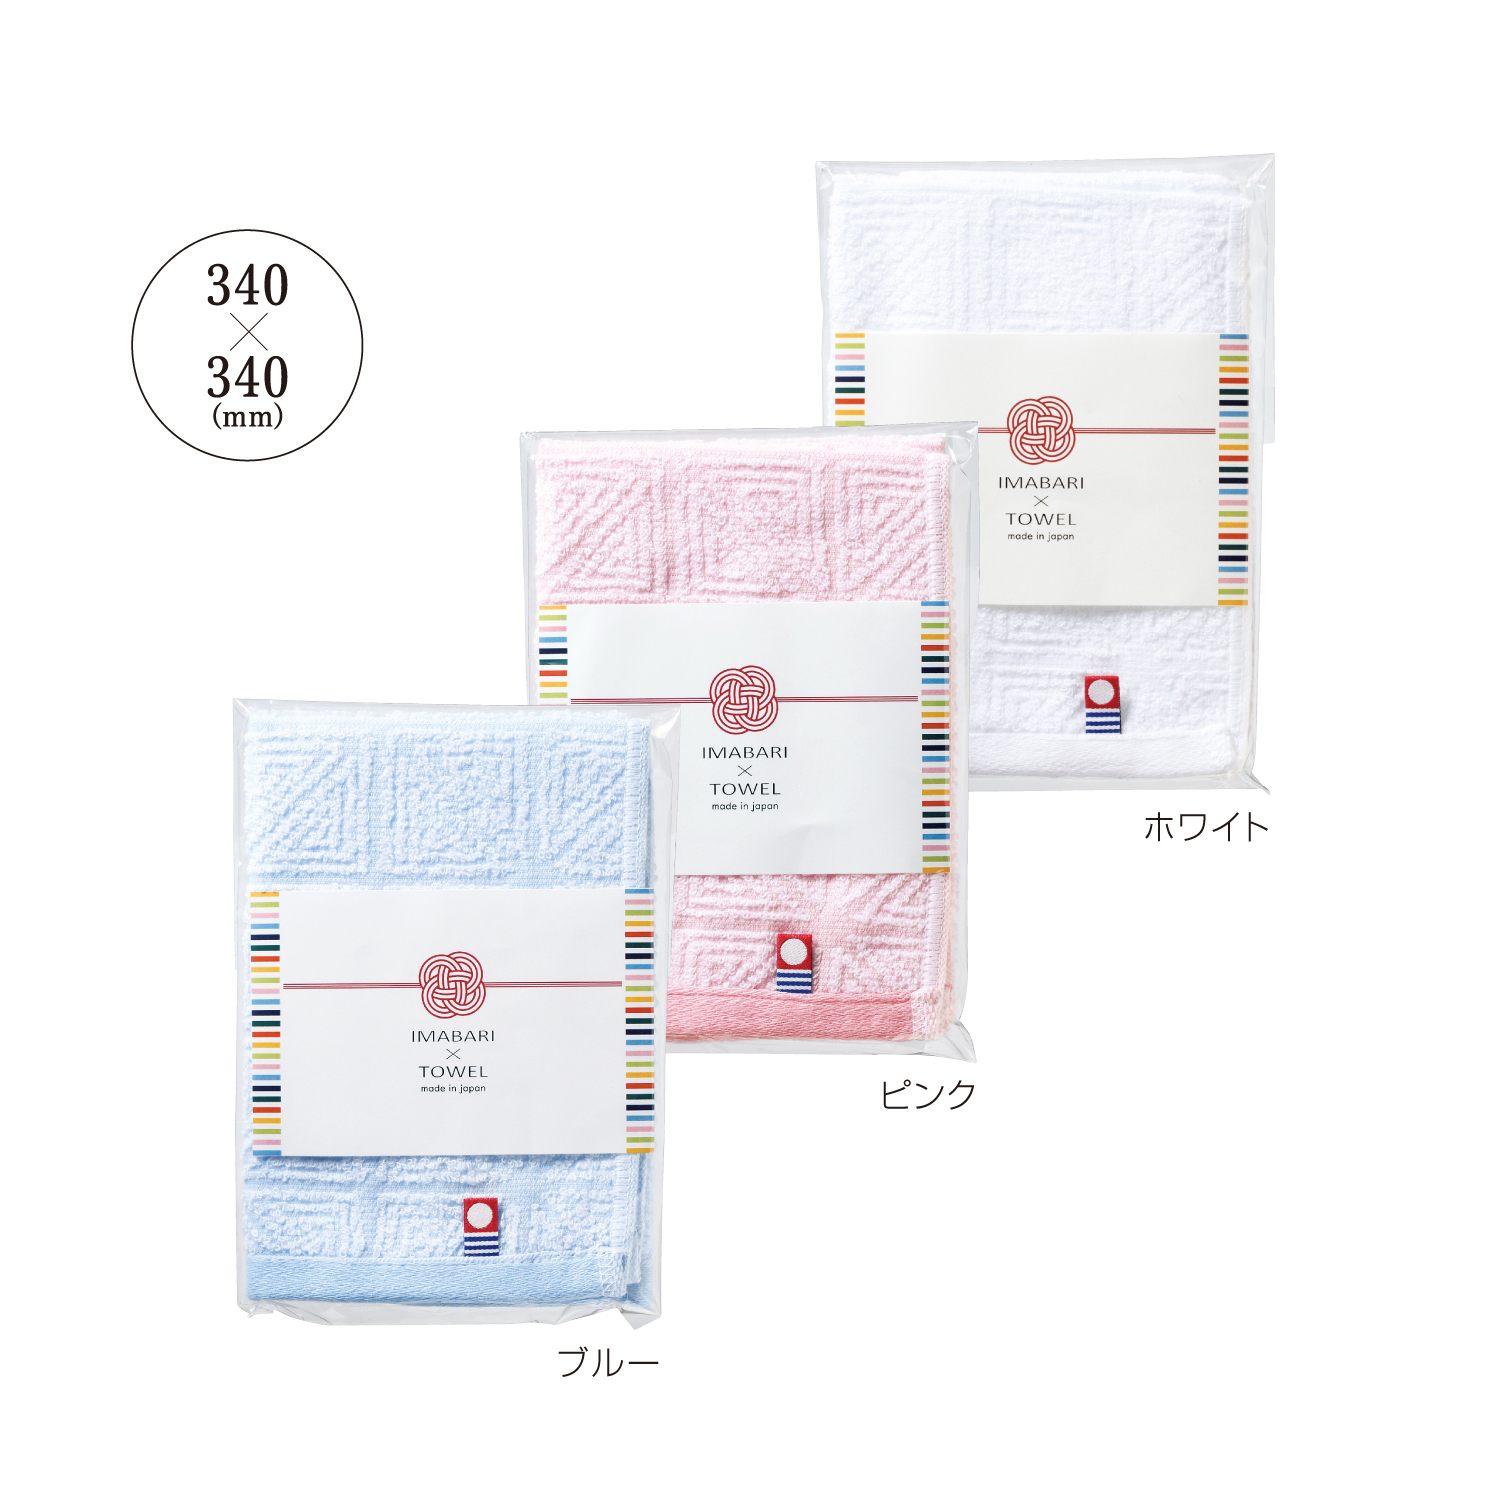 340
×
340
(mm)
IMABARI
×
TOWEL
made in japan
ホワイト
IMABARI
×
TOWEL
made in japan
ピンク
IMABARI
×
TOWEL
made in japan
ブルー